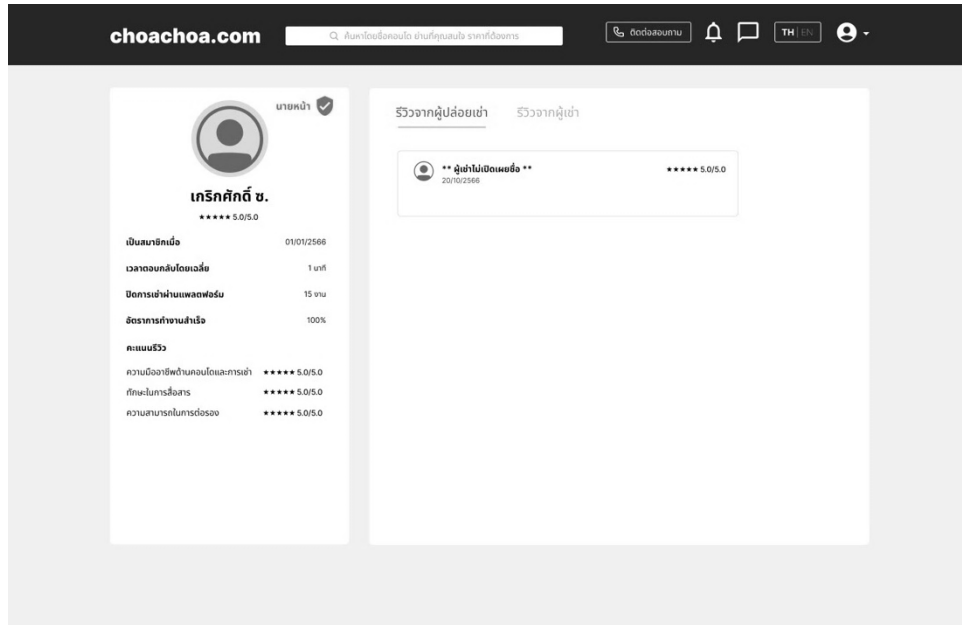 choachoa.com
ค้นหาโดยชื่อคอนโด ย่านที่คุณสนใจ ราคาที่ต้องการ
ติดต่อสอบถาม
TH | EN
นายหน้า
เกริกศักดิ์ ซ.
★★★★★ 5.0/5.0
เป็นสมาชิกเมื่อ 01/01/2566
เวลาตอบกลับโดยเฉลี่ย 1 นาที
ปิดการเช่าผ่านแพลตฟอร์ม 15 งาน
อัตราการทำงานสำเร็จ 100%
คะแนนรีวิว
ความมืออาชีพด้านคอนโดและการเช่า ★★★★★ 5.0/5.0
ทักษะในการสื่อสาร ★★★★★ 5.0/5.0
ความสามารถในการต่อรอง ★★★★★ 5.0/5.0
รีวิวจากผู้ปล่อยเช่า รีวิวจากผู้เช่า
** ผู้เช่าไม่เปิดเผยชื่อ ** ★★★★★ 5.0/5.0
20/10/2566